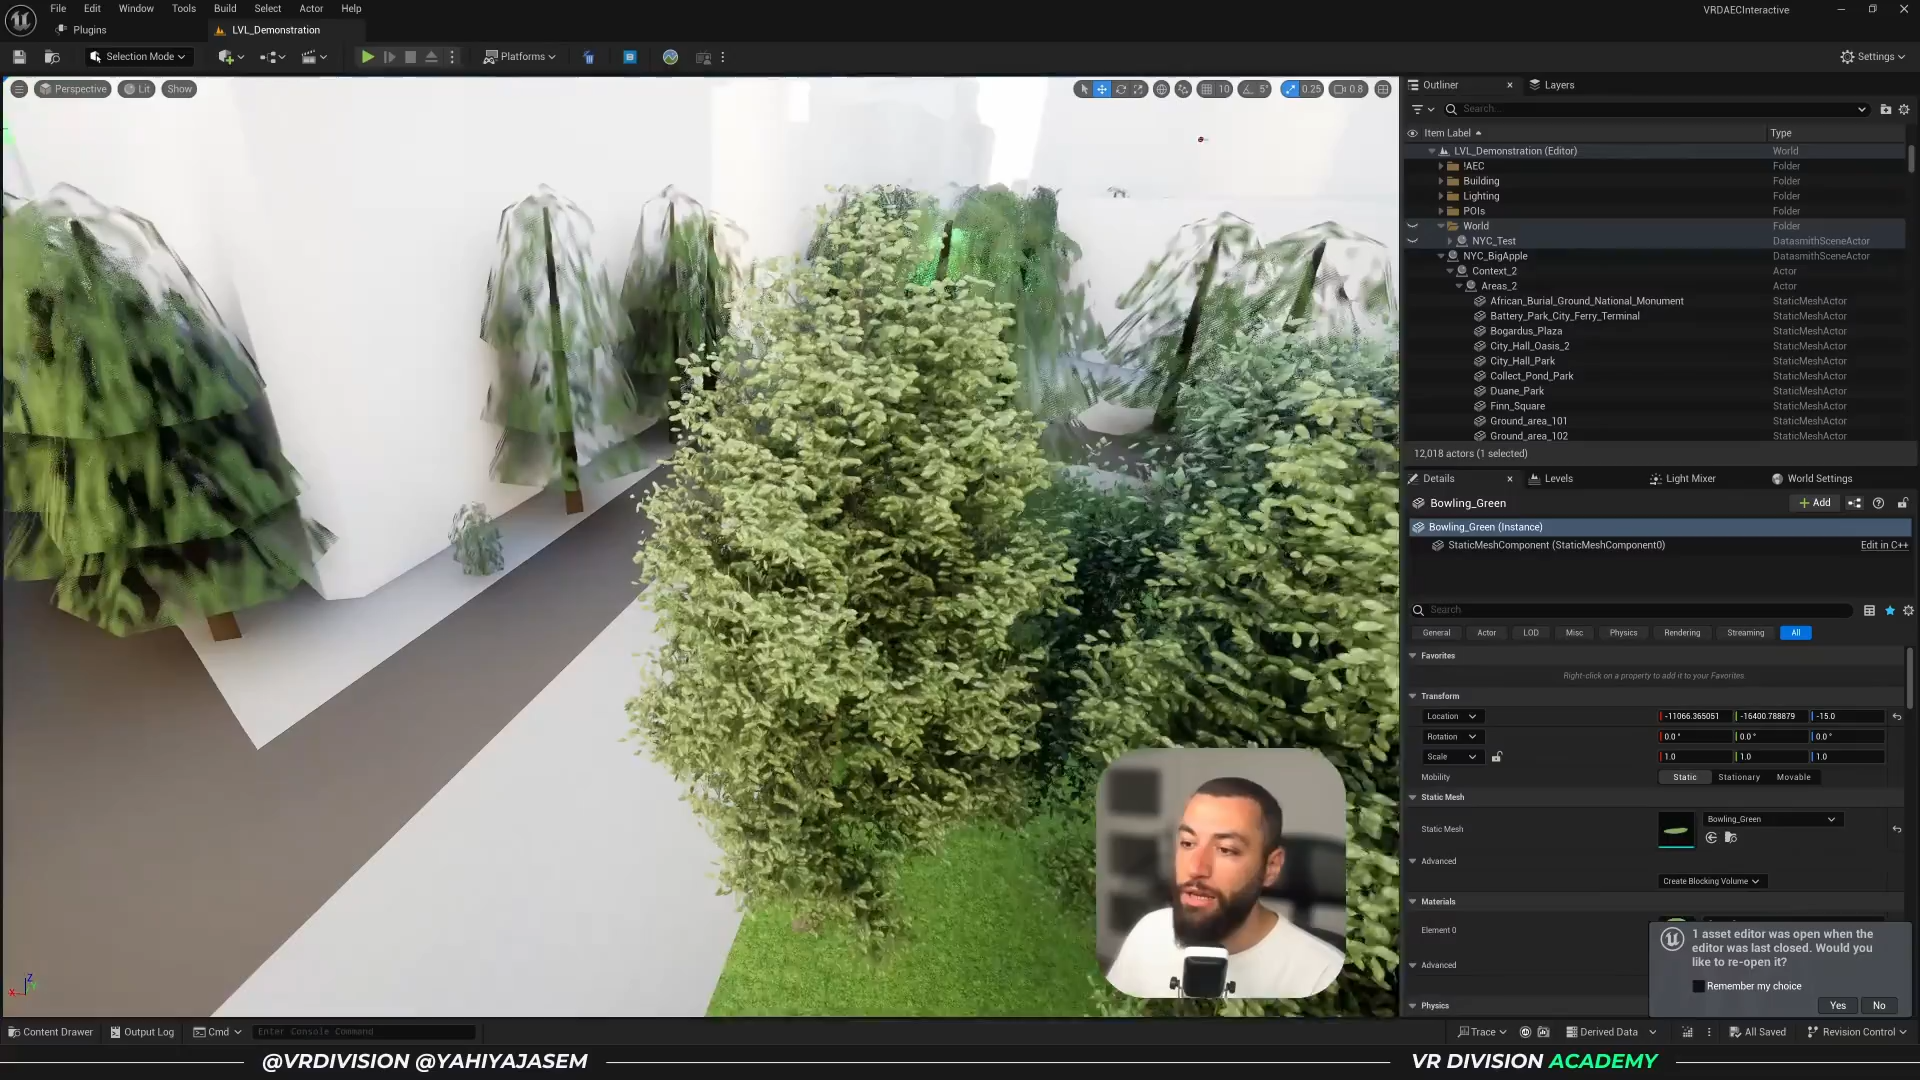 File Edit Window Tools Build Select Actor Help
VRDAECInteractive
Plugins
LVL_Demonstration
Selection Mode
Platforms
Settings
Perspective
Lit
Show
10
5°
0.25
0.8
Outliner
Layers
Search...
Item Label
Type
LVL_Demonstration (Editor) World
!AEC Folder
Building Folder
Lighting Folder
POIs Folder
World Folder
NYC_Test DatasmithSceneActor
NYC_BigApple DatasmithSceneActor
Context_2 Actor
Areas_2 Actor
African_Burial_Ground_National_Monument StaticMeshActor
Battery_Park_City_Ferry_Terminal StaticMeshActor
Bogardus_Plaza StaticMeshActor
City_Hall_Oasis_2 StaticMeshActor
City_Hall_Park StaticMeshActor
Collect_Pond_Park StaticMeshActor
Duane_Park StaticMeshActor
Finn_Square StaticMeshActor
Ground_area_101 StaticMeshActor
Ground_area_102 StaticMeshActor
12,018 actors (1 selected)
Details
Levels
Light Mixer
World Settings
Bowling_Green
Add
Bowling_Green (Instance)
StaticMeshComponent (StaticMeshComponent0)
Edit in C++
Search
General
Actor
LOD
Misc
Physics
Rendering
Streaming
All
Favorites
Right-click on a property to add it to your Favorites.
Transform
Location -11066.365051 -16400.788879 -15.0
Rotation 0.0° 0.0° 0.0°
Scale 1.0 1.0 1.0
Mobility Static Stationary Movable
Static Mesh
Static Mesh
Bowling_Green
Advanced
Create Blocking Volume
Materials
Element 0
Advanced
Physics
1 asset editor was open when the
editor was last closed. Would you
like to re-open it?
Remember my choice
Yes
No
Z
X
Y
Content Drawer
Output Log
Cmd
Enter Console Command
Trace
Derived Data
All Saved
Revision Control
@VRDIVISION @YAHIYAJASEM
VR DIVISION ACADEMY